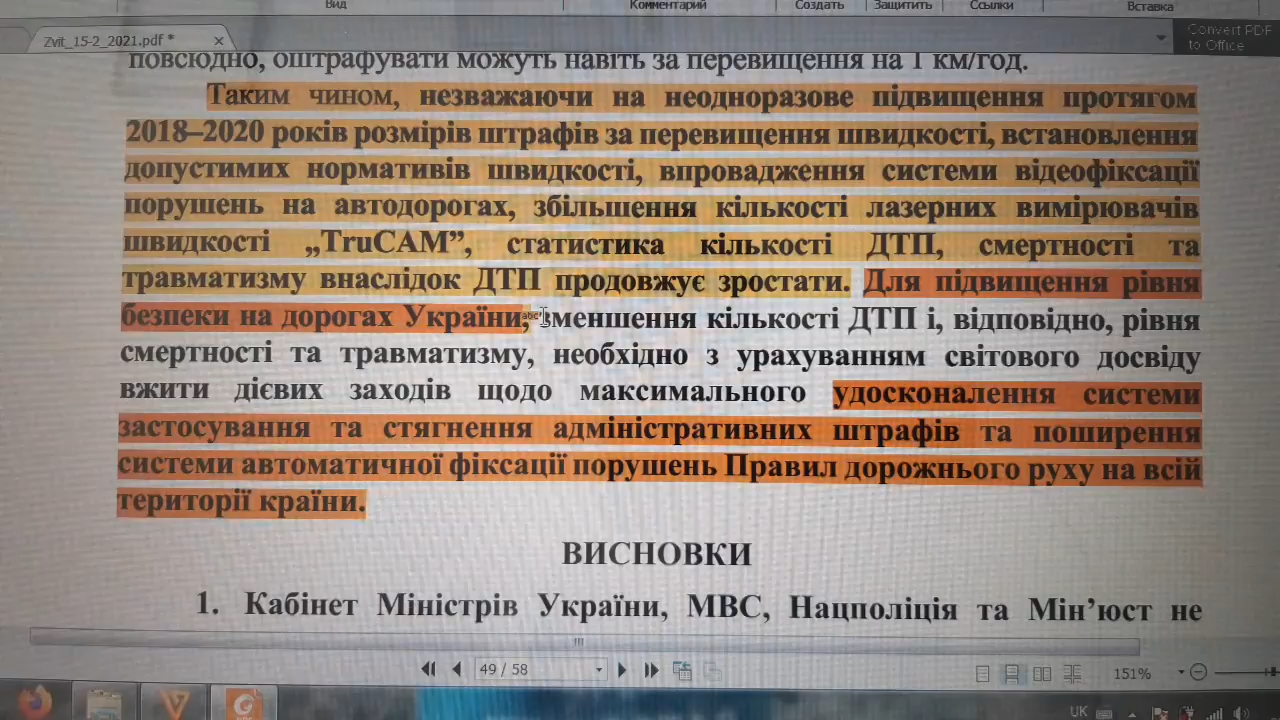 Вид
Комментарий
Создать
Защитить
Ссылки
Вставка
Zvit_15-2_2021.pdf *
Convert PDF
to Office
повсюдно, оштрафувати можуть навіть за перевищення на 1 км/год.
Таким чином, незважаючи на неодноразове підвищення протягом
2018–2020 років розмірів штрафів за перевищення швидкості, встановлення
допустимих нормативів швидкості, впровадження системи відеофіксації
порушень на автодорогах, збільшення кількості лазерних вимірювачів
швидкості „TruCAM”, статистика кількості ДТП, смертності та
травматизму внаслідок ДТП продовжує зростати. Для підвищення рівня
безпеки на дорогах України, зменшення кількості ДТП і, відповідно, рівня
смертності та травматизму, необхідно з урахуванням світового досвіду
вжити дієвих заходів щодо максимального удосконалення системи
застосування та стягнення адміністративних штрафів та поширення
системи автоматичної фіксації порушень Правил дорожнього руху на всій
території країни.
ВИСНОВКИ
1. Кабінет Міністрів України, МВС, Нацполіція та Мін’юст не
49 / 58
151%
UK